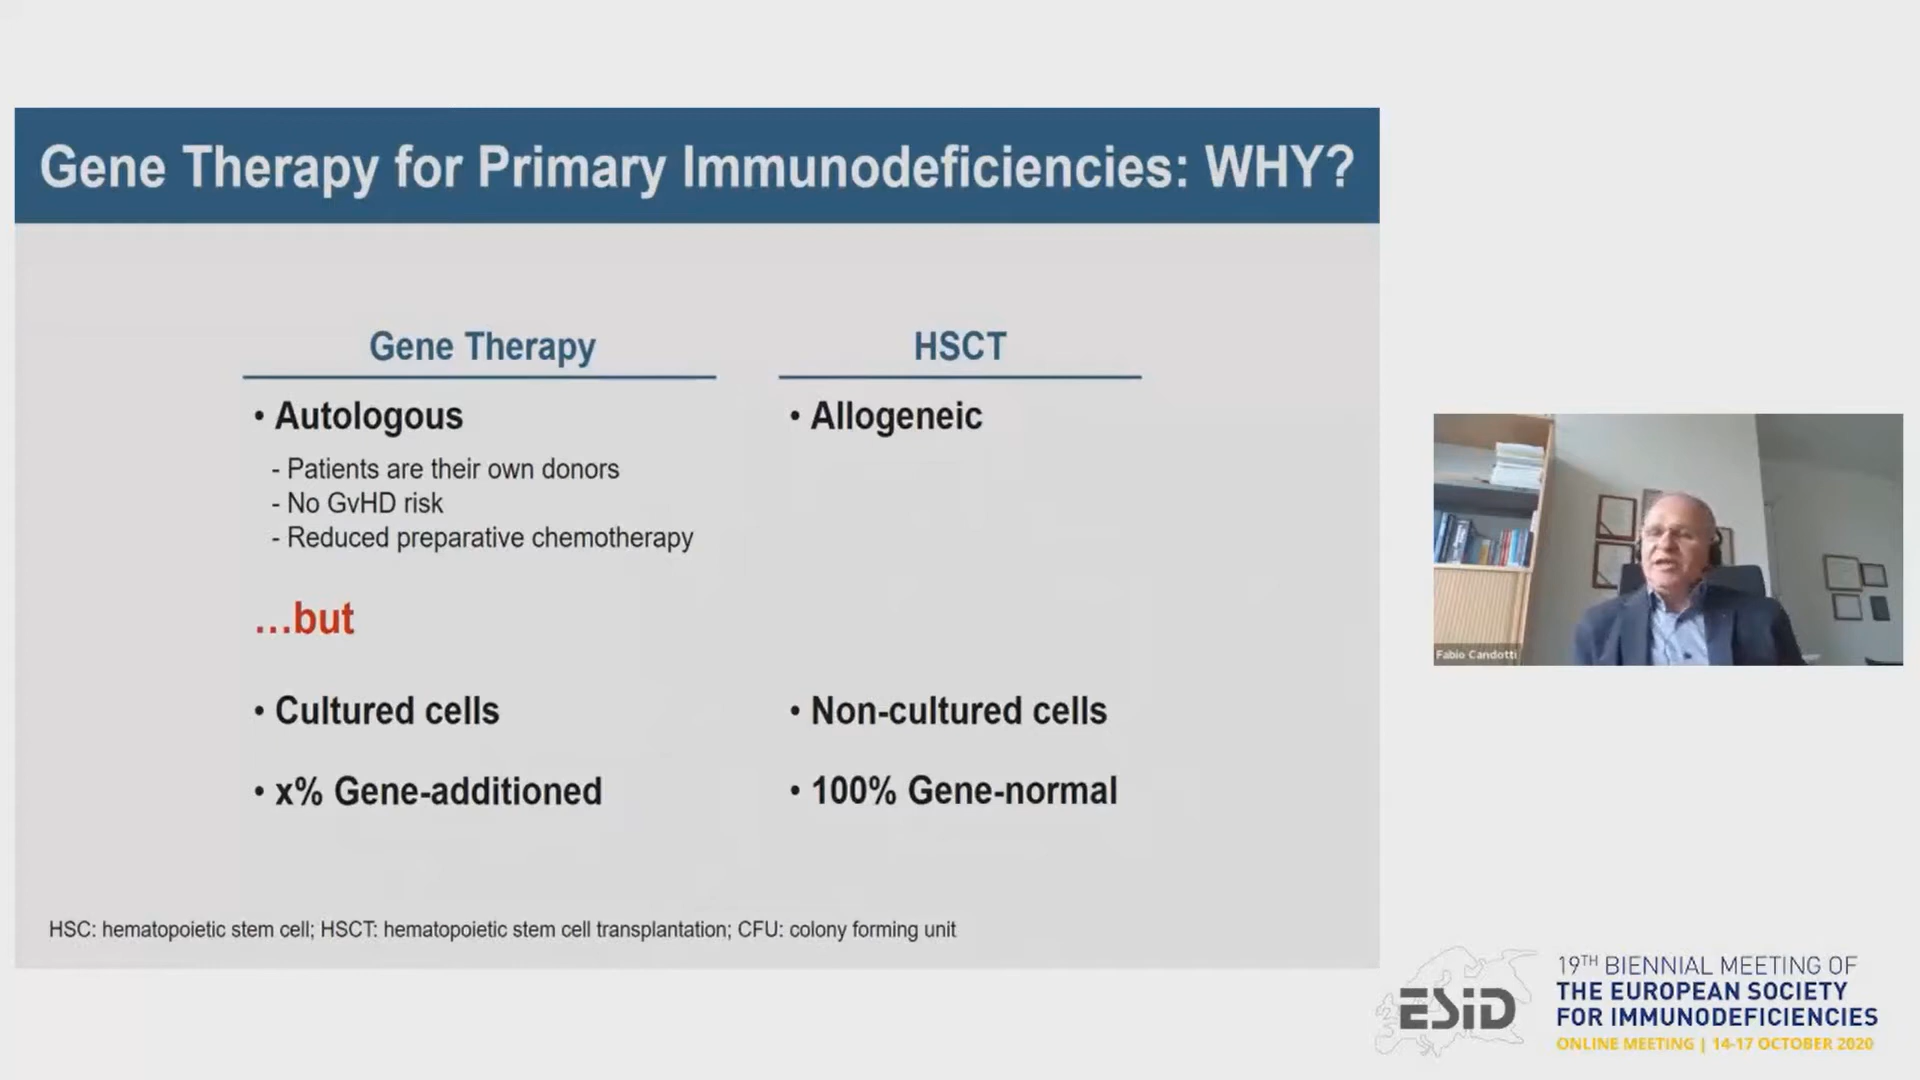 Gene Therapy for Primary Immunodeficiencies: WHY?
Gene Therapy
• Autologous
- Patients are their own donors
- No GvHD risk
- Reduced preparative chemotherapy
...but
• Cultured cells
• x% Gene-additioned
HSCT
• Allogeneic
• Non-cultured cells
• 100% Gene-normal
HSC: hematopoietic stem cell; HSCT: hematopoietic stem cell transplantation; CFU: colony forming unit
Fabio Candotti
ESiD
19TH BIENNIAL MEETING OF
THE EUROPEAN SOCIETY
FOR IMMUNODEFICIENCIES
ONLINE MEETING | 14-17 OCTOBER 2020